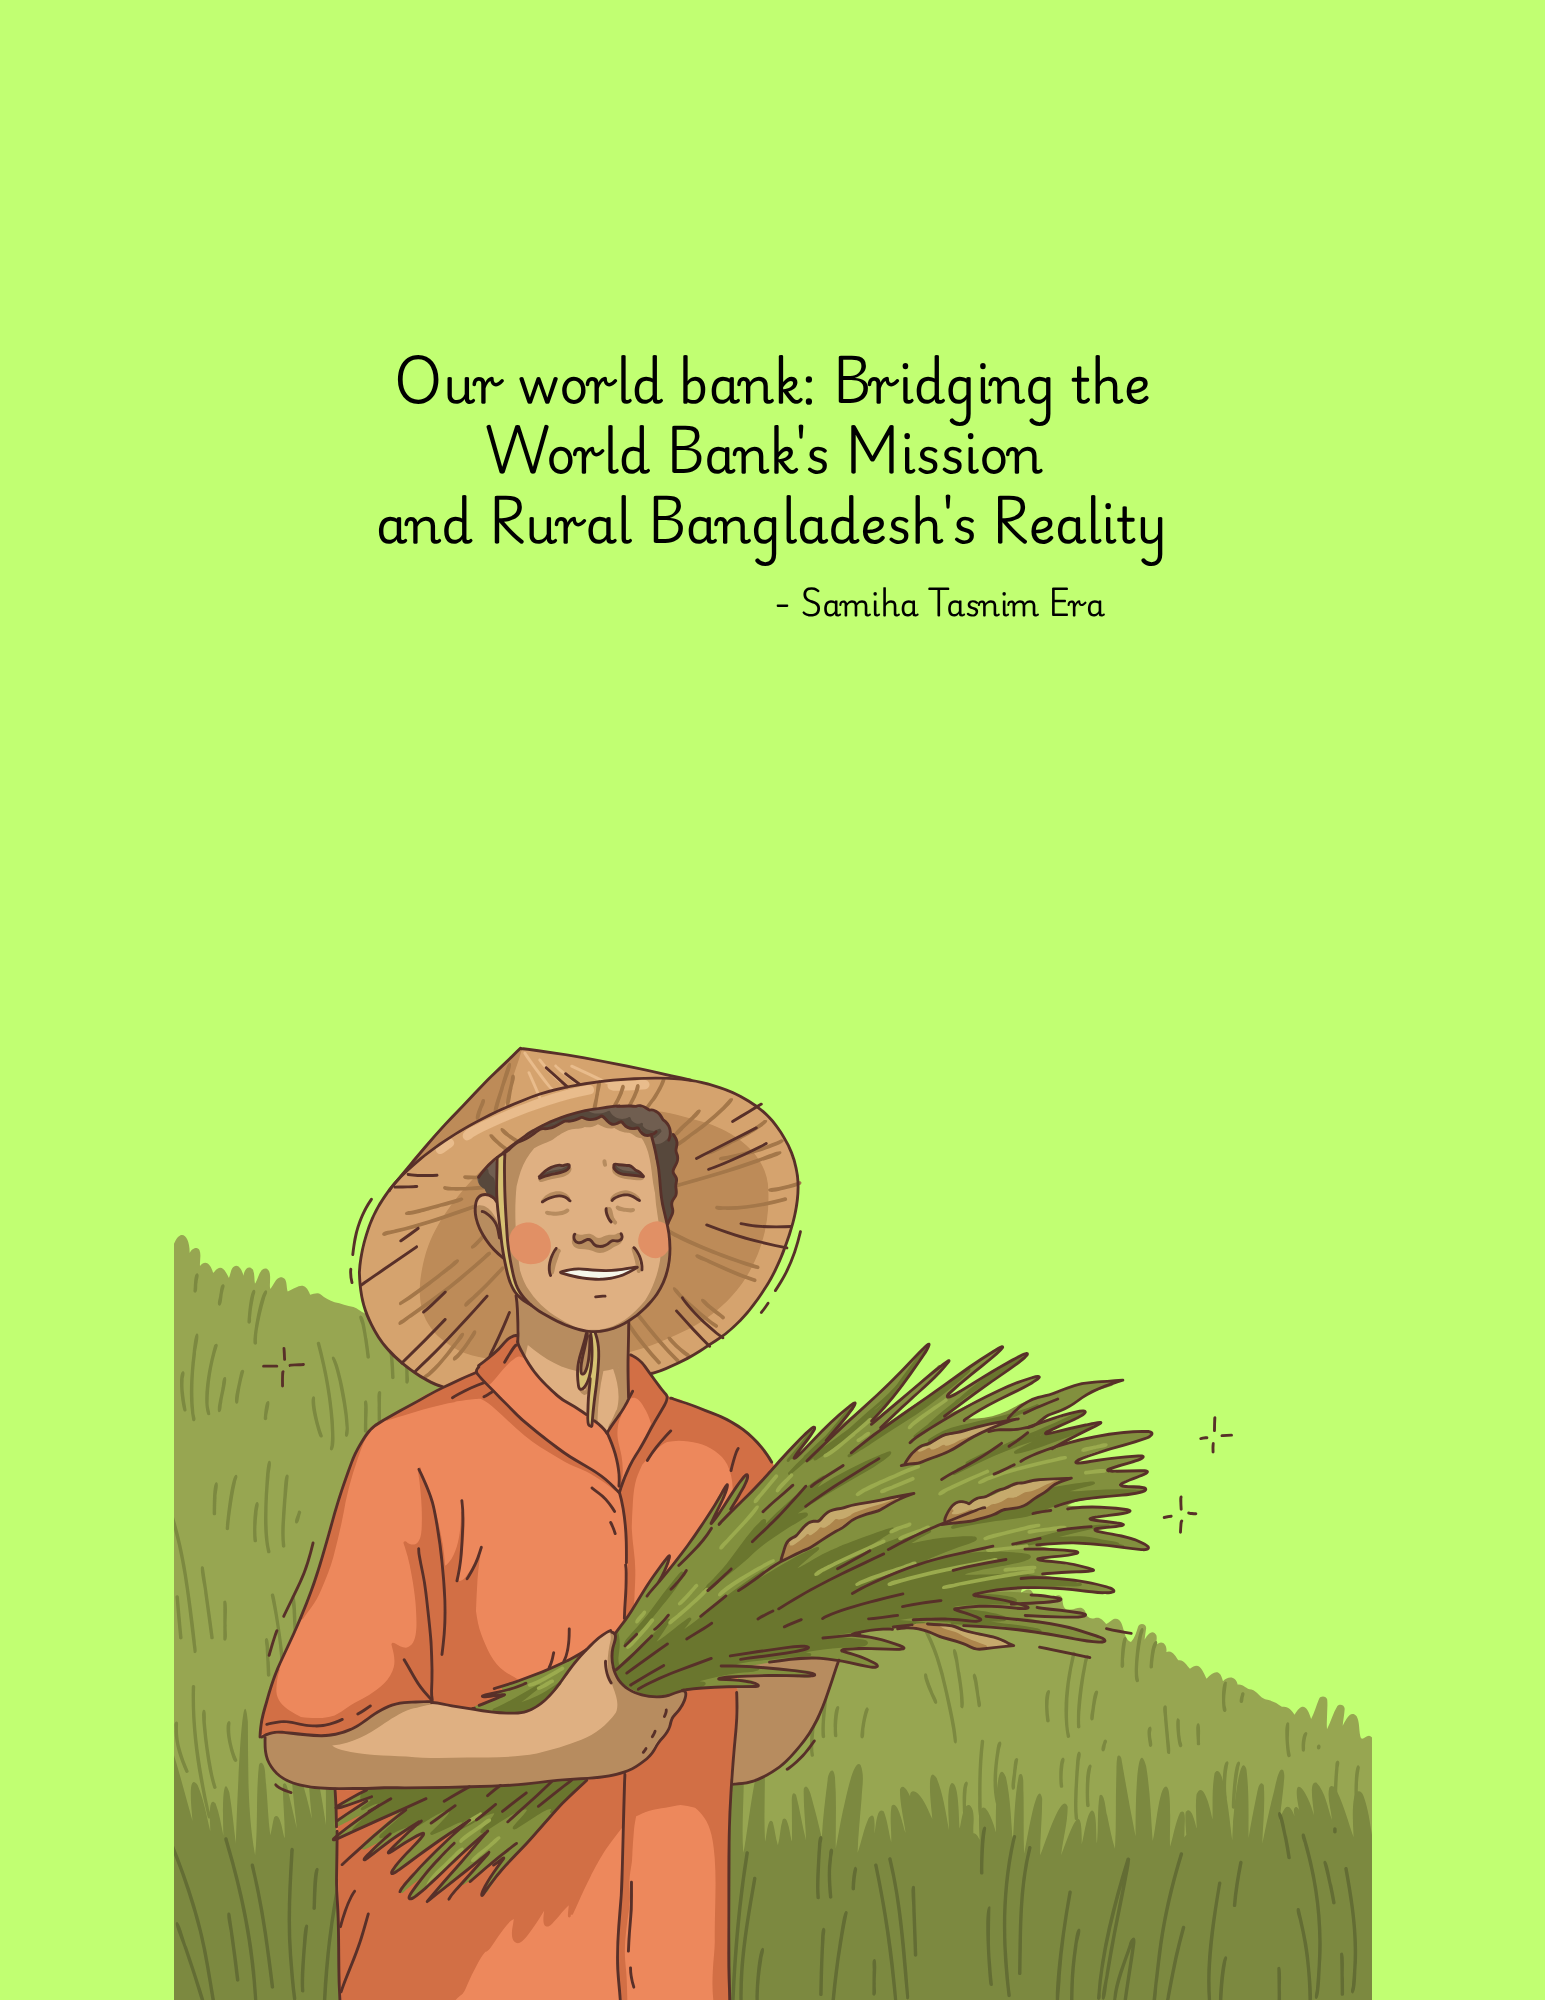 Our world bank: Bridging the
World Bank's Mission
and Rural Bangladesh's Reality
- Samiha Tasnim Era